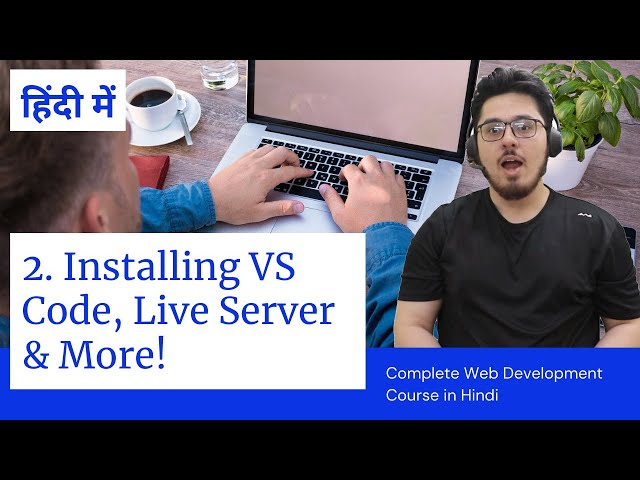 हिंदी में
2. Installing VS
Code, Live Server
& More!
Complete Web Development
Course in Hindi